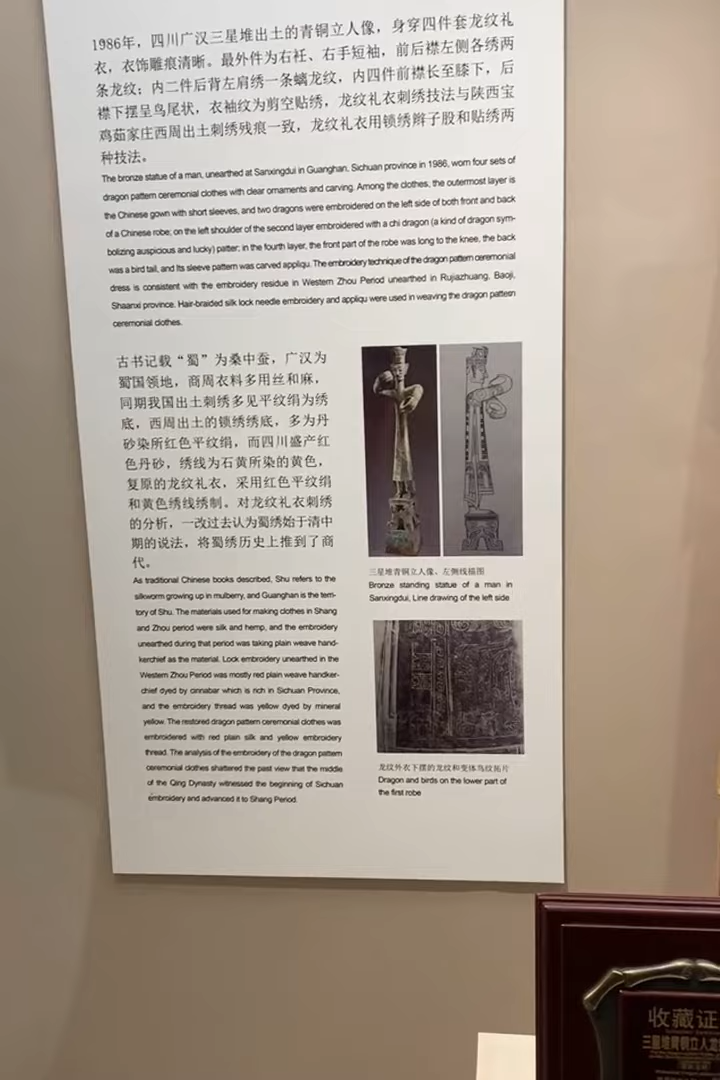 1986年，四川广汉三星堆出土的青铜立人像，身穿四件套龙纹礼
衣，衣饰雕痕清晰。最外件为右衽、右手短袖，前后襟左侧各绣两
条龙纹；内二件后背左肩绣一条螭龙纹，内四件前襟长至膝下，后
襟下摆呈鸟尾状，衣袖纹为剪空贴绣，龙纹礼衣刺绣技法与陕西宝
鸡茹家庄西周出土刺绣残痕一致，龙纹礼衣用锁绣辫子股和贴绣两
种技法。
The bronze statue of a man, unearthed at Sanxingdui in Guanghan, Sichuan province in 1986, worn four sets of
dragon pattern ceremonial clothes with clear ornaments and carving. Among the clothes, the outermost layer is
the Chinese gown with short sleeves, and two dragons were embroidered on the left side of both front and back
of a Chinese robe; on the left shoulder of the second layer embroidered with a chi dragon (a kind of dragon sym-
bolizing auspicious and lucky) patter; in the fourth layer, the front part of the robe was long to the knee, the back
was a bird tail, and its sleeve pattern was carved appliqu. The embroidery technique of the dragon pattern ceremonial
dress is consistent with the embroidery residue in Western Zhou Period unearthed in Rujiazhuang, Baoji,
Shaanxi province. Hair-braided silk lock needle embroidery and appliqu were used in weaving the dragon pattern
ceremonial clothes.
古书记载“蜀”为桑中蚕，广汉为
蜀国领地，商周衣料多用丝和麻，
同期我国出土刺绣多见平纹绢为绣
底，西周出土的锁绣绣底，多为丹
砂染所红色平纹绢，而四川盛产红
色丹砂，绣线为石黄所染的黄色，
复原的龙纹礼衣，采用红色平纹绢
和黄色绣线绣制。对龙纹礼衣刺绣
的分析，一改过去认为蜀绣始于清中
期的说法，将蜀绣历史上推到了商
代。
As traditional Chinese books described, Shu refers to the
silkworm growing up in mulberry, and Guanghan is the terri-
tory of Shu. The materials used for making clothes in Shang
and Zhou period were silk and hemp, and the embroidery
unearthed during that period was taking plain weave hand-
kerchief as the material. Lock embroidery unearthed in the
Western Zhou Period was mostly red plain weave handker-
chief dyed by cinnabar which is rich in Sichuan Province,
and the embroidery thread was yellow dyed by mineral
yellow. The restored dragon pattern ceremonial clothes was
embroidered with red plain silk and yellow embroidery
thread. The analysis of the embroidery of the dragon pattern
ceremonial clothes shattered the past view that the middle
of the Qing Dynasty witnessed the beginning of Sichuan
embroidery and advanced it to Shang Period.
三星堆青铜立人像、左侧线描图
Bronze standing statue of a man in
Sanxingdui, Line drawing of the left side
龙纹外衣下摆的龙纹和变体鸟纹拓片
Dragon and birds on the lower part of
the first robe
收藏证
三星堆青铜立人龙